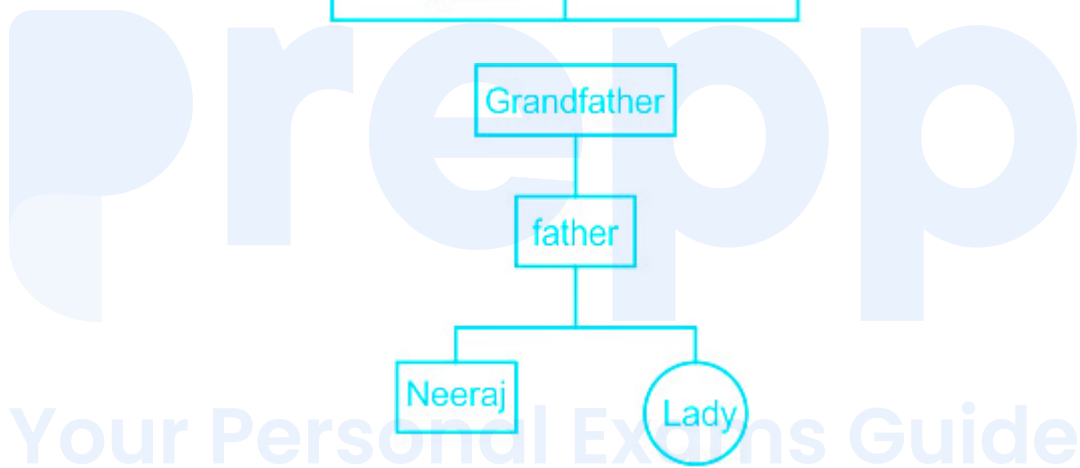 Prepp
Grandfather
father
Neeraj
Lady
Your Personal Exams Guide